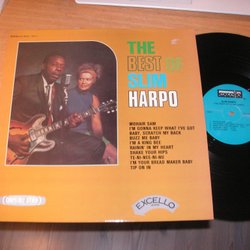 THE
BEST OF
SLIM
HARPO
MOHAIR SAM
I'M GONNA KEEP WHAT I'VE GOT
BABY, SCRATCH MY BACK
BUZZ ME BABY
I'M A KING BEE
RAININ' IN MY HEART
SHAKE YOUR HIPS
TE-NI-NEE-NI-NU
I'M YOUR BREAD MAKER BABY
TIP ON IN
EXCELLO
excello